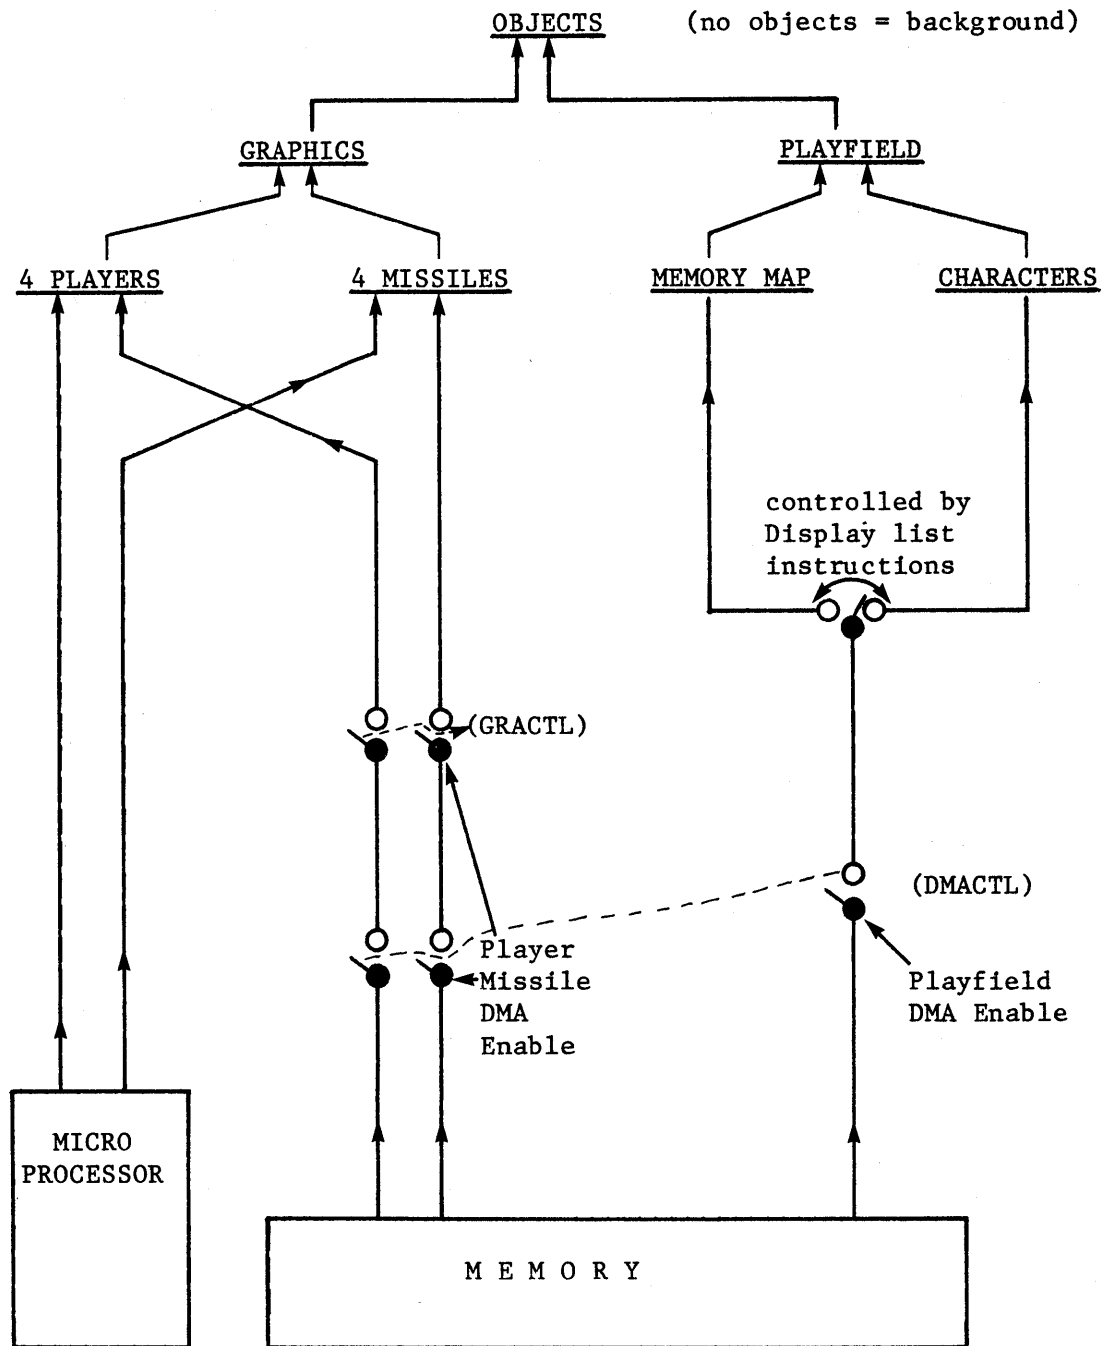 OBJECTS (no objects = background)
GRAPHICS
PLAYFIELD
4 PLAYERS
4 MISSILES
MEMORY MAP
CHARACTERS
controlled by
Display list
instructions
(GRACTL)
(DMACTL)
Player
Missile
DMA
Enable
Playfield
DMA Enable
MICRO
PROCESSOR
M E M O R Y